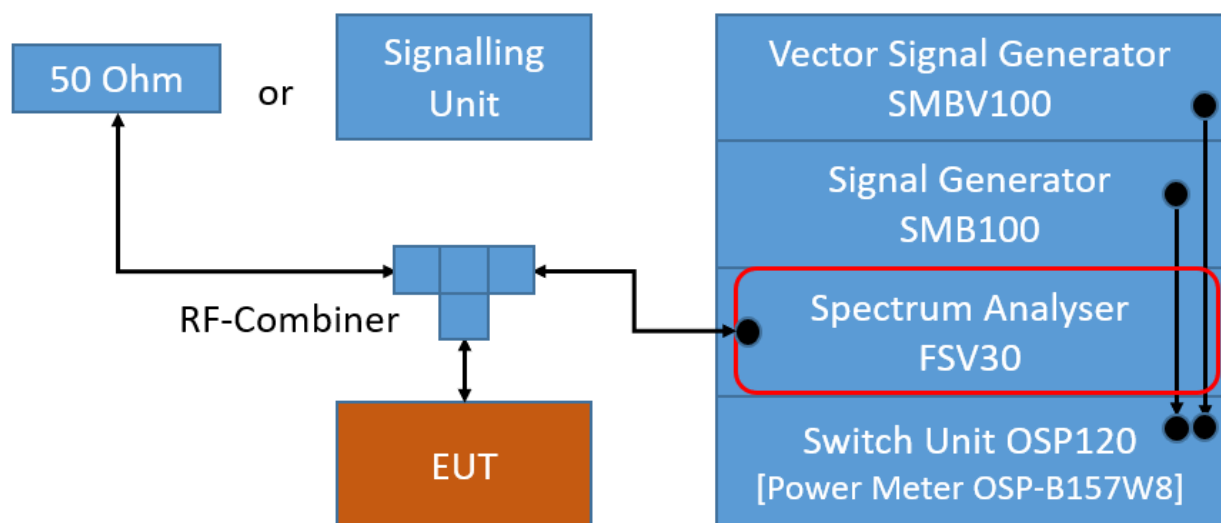 50 Ohm
or
Signalling
Unit
Vector Signal Generator
SMBV100
Signal Generator
SMB100
RF-Combiner
Spectrum Analyser
FSV30
EUT
Switch Unit OSP120
[Power Meter OSP-B157W8]